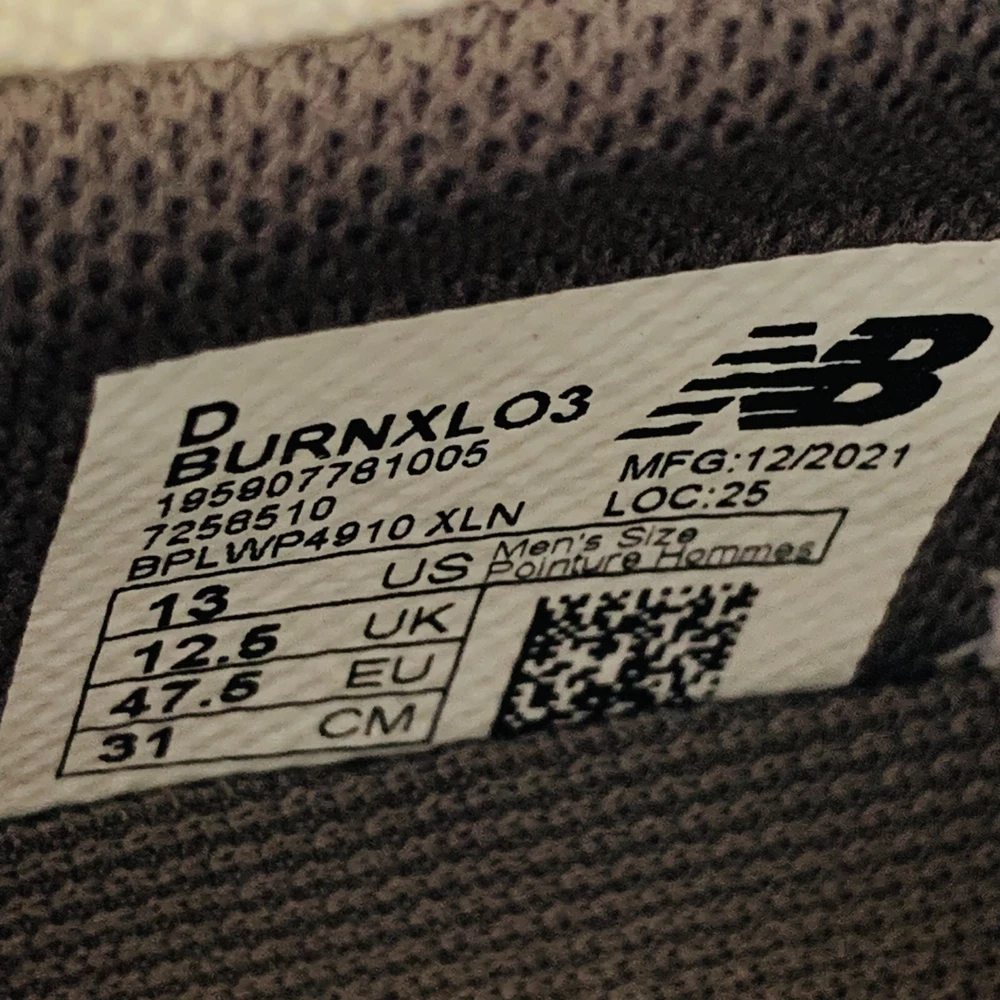 D
BURNXLO3
195907781005
7258510
BPLWP4910 XLN
NB
MFG:12/2021
LOC:25
13 US
Men's Size
Pointure Hommes
12.5 UK
47.5 EU
31 CM